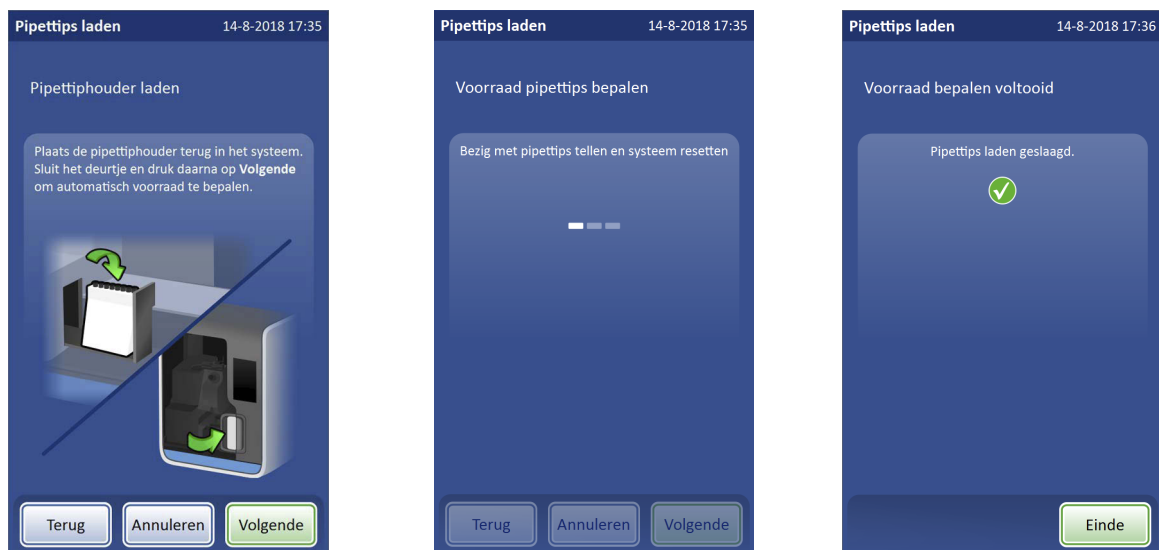 Pipettips laden 14-8-2018 17:35
Pipettiphouder laden
Plaats de pipettiphouder terug in het systeem.
Sluit het deurtje en druk daarna op Volgende
om automatisch voorraad te bepalen.
Terug Annuleren Volgende
Pipettips laden 14-8-2018 17:35
Voorraad pipettips bepalen
Bezig met pipettips tellen en systeem resetten
Terug Annuleren Volgende
Pipettips laden 14-8-2018 17:36
Voorraad bepalen voltooid
Pipettips laden geslaagd.
Einde